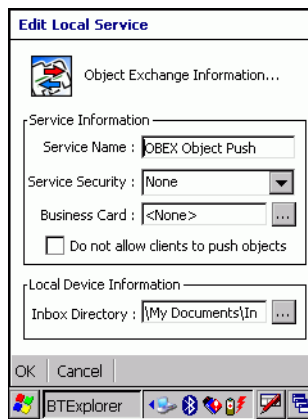 Edit Local Service
Object Exchange Information...
Service Information
Service Name : OBEX Object Push
Service Security : None
Business Card : <None> ...
Do not allow clients to push objects
Local Device Information
Inbox Directory : \My Documents\In ...
OK Cancel
BTExplorer